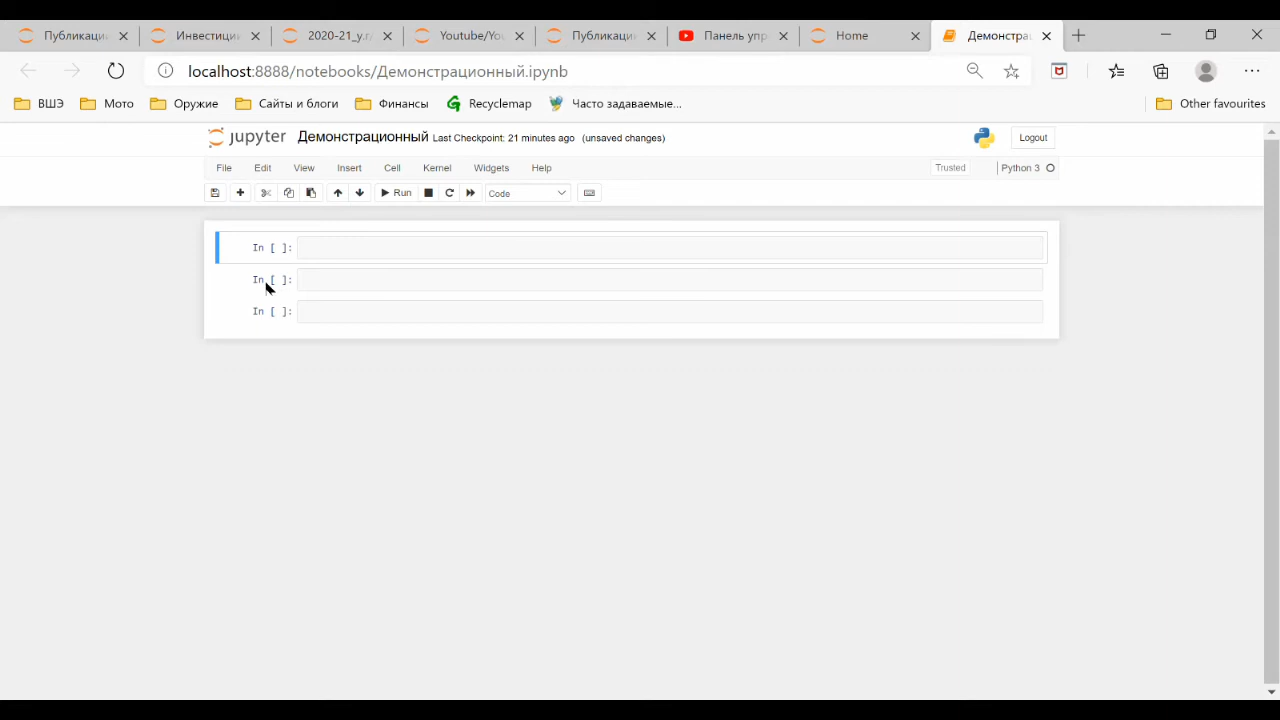 Публикаци Инвестици 2020-21_у.г Youtube/You Публикаци Панель упр Home Демонстрац
localhost:8888/notebooks/Демонстрационный.ipynb
ВШЭ Мото Оружие Сайты и блоги Финансы Recyclemap Часто задаваемые... Other favourites
jupyter Демонстрационный Last Checkpoint: 21 minutes ago (unsaved changes) Logout
File Edit View Insert Cell Kernel Widgets Help Trusted Python 3
Run Code
In [ ]:
In [ ]:
In [ ]: